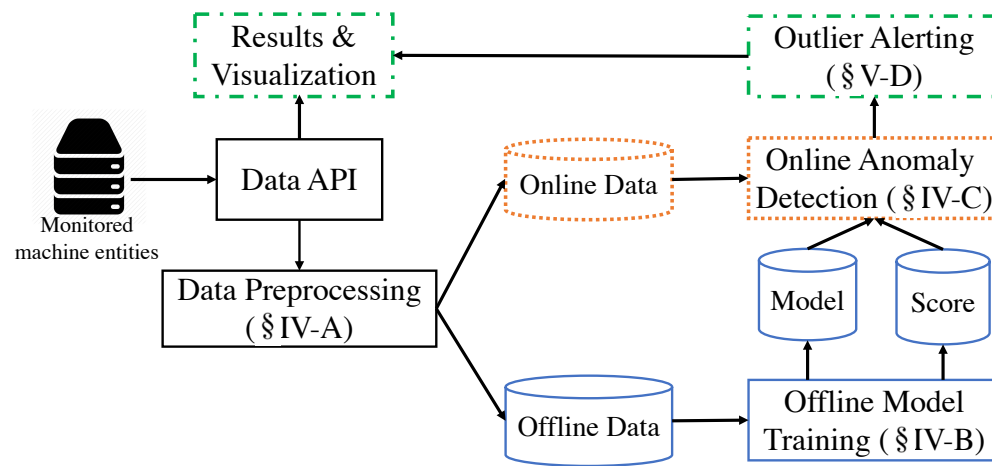 Results &
Visualization
Outlier Alerting
(§V-D)
Data API
Monitored
machine entities
Online Data
Online Anomaly
Detection (§IV-C)
Data Preprocessing
(§IV-A)
Model
Score
Offline Data
Offline Model
Training (§IV-B)